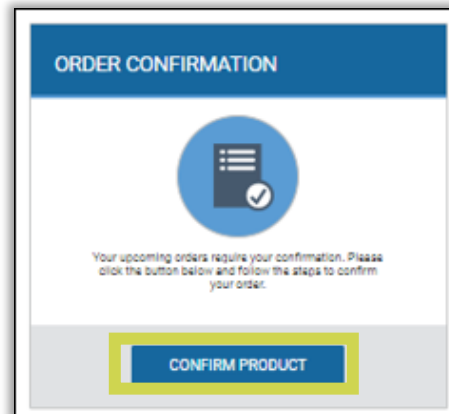 ORDER CONFIRMATION
Your upcoming orders require your confirmation. Please
click the button below and follow the steps to confirm
your order.
CONFIRM PRODUCT